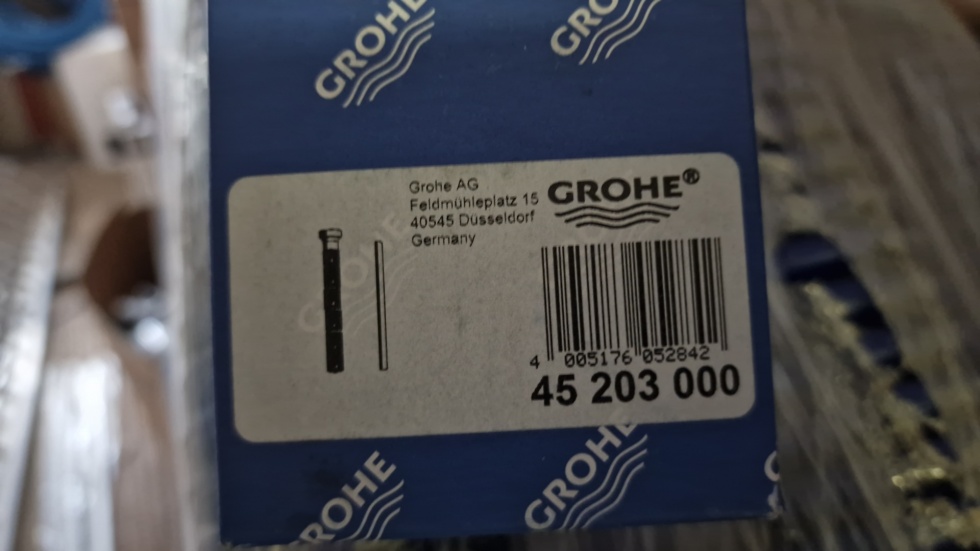 GROHE
GROHE
Grohe AG
Feldmühleplatz 15
40545 Düsseldorf
Germany
GROHE®
4 005176 052842
45 203 000
GROHE
GROHE